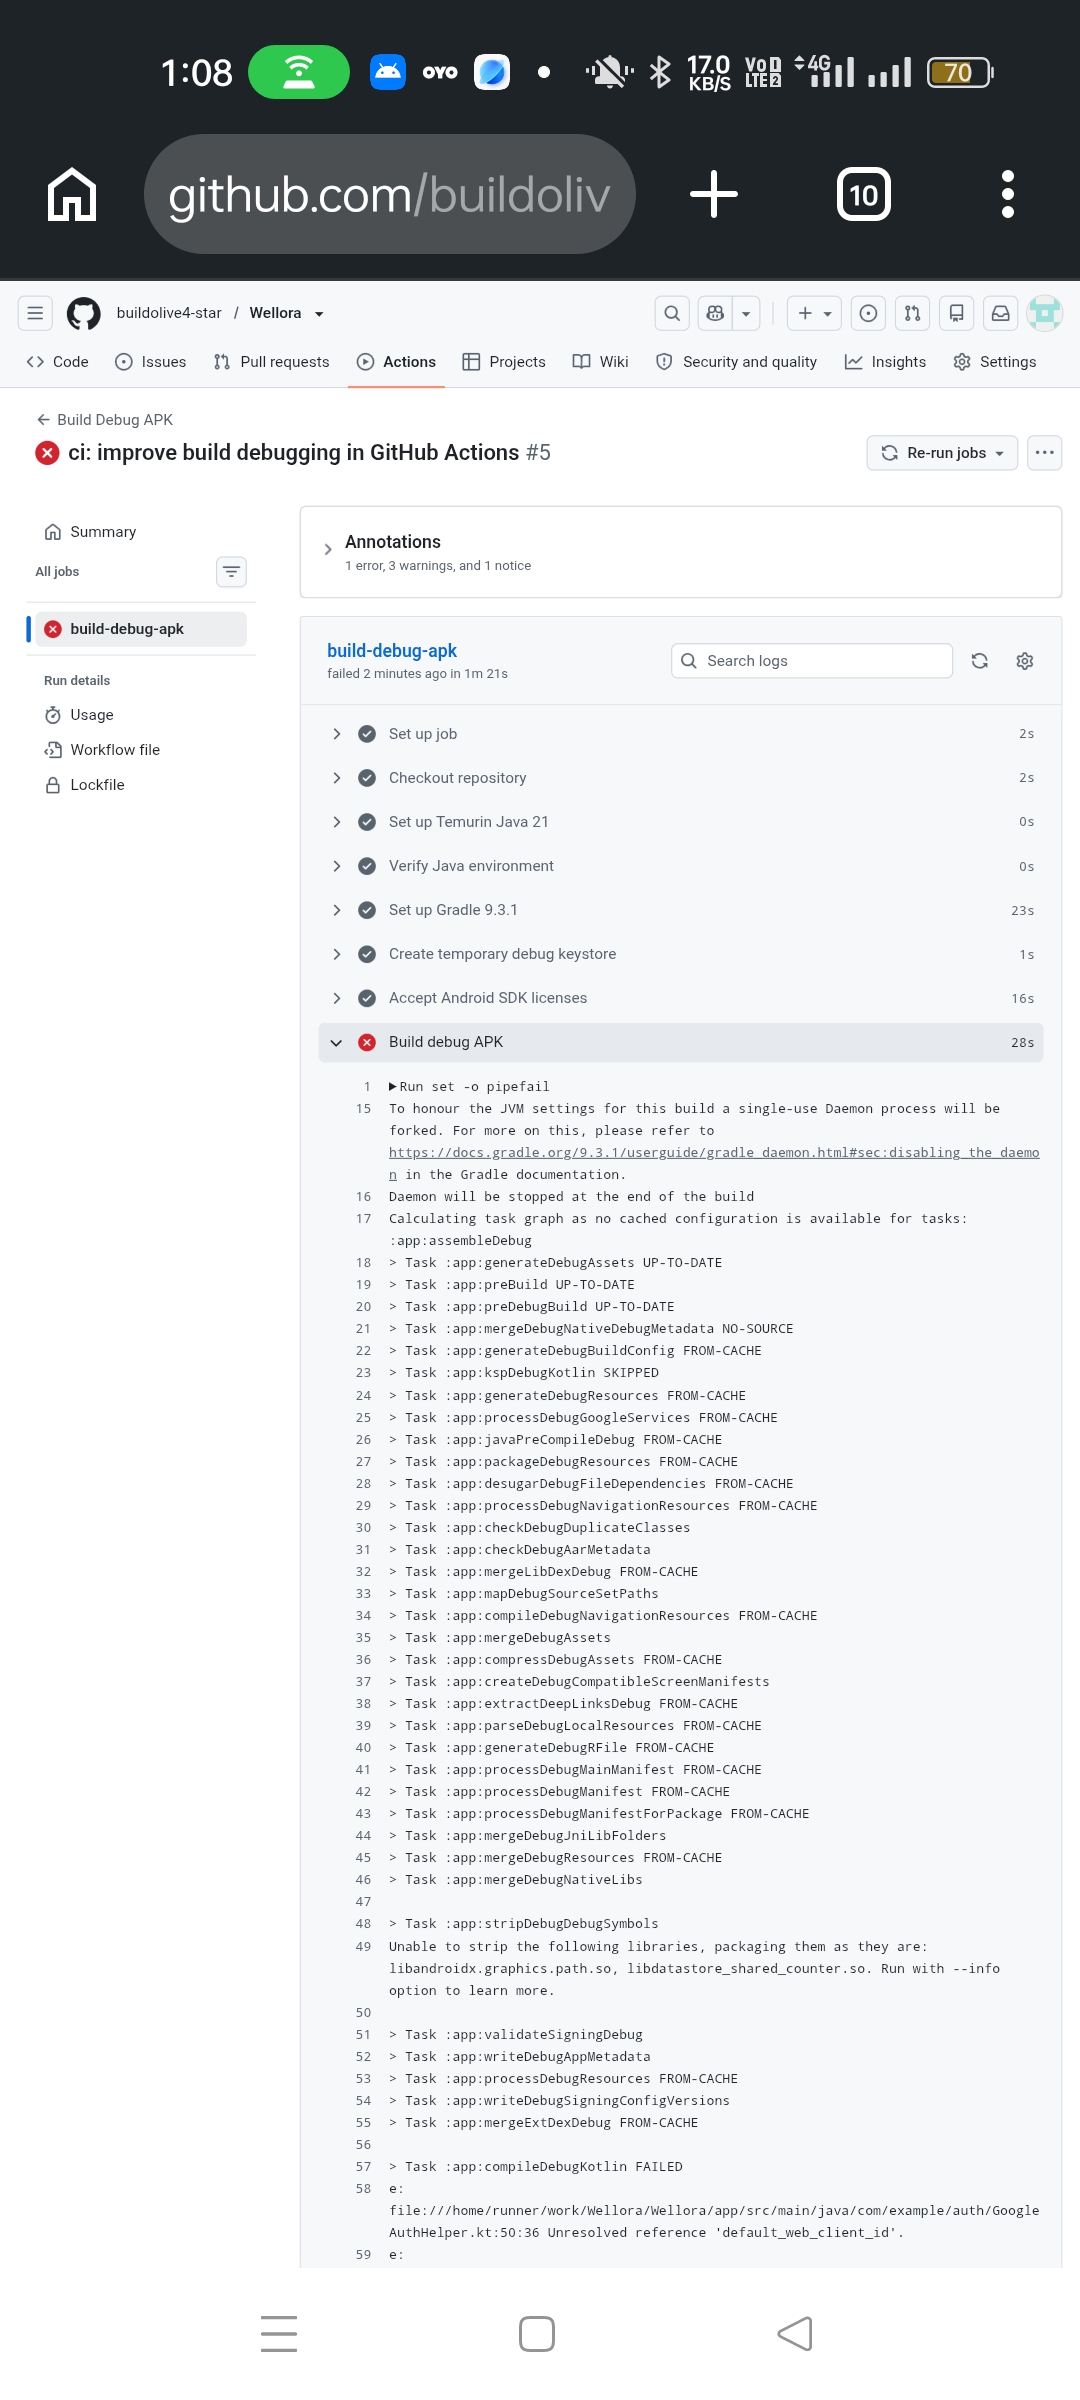 1:08
oyo
17.0
KB/S
Vo D
LTE 2
4G
70
github.com/buildoliv
10
buildolive4-star / Wellora
Code
Issues
Pull requests
Actions
Projects
Wiki
Security and quality
Insights
Settings
Build Debug APK
ci: improve build debugging in GitHub Actions #5
Re-run jobs
Summary
All jobs
build-debug-apk
Run details
Usage
Workflow file
Lockfile
Annotations
1 error, 3 warnings, and 1 notice
build-debug-apk
failed 2 minutes ago in 1m 21s
Search logs
Set up job 2s
Checkout repository 2s
Set up Temurin Java 21 0s
Verify Java environment 0s
Set up Gradle 9.3.1 23s
Create temporary debug keystore 1s
Accept Android SDK licenses 16s
Build debug APK 28s
1 ▶Run set -o pipefail
15 To honour the JVM settings for this build a single-use Daemon process will be
forked. For more on this, please refer to
https://docs.gradle.org/9.3.1/userguide/gradle_daemon.html#sec:disabling_the_daemo
n in the Gradle documentation.
16 Daemon will be stopped at the end of the build
17 Calculating task graph as no cached configuration is available for tasks:
:app:assembleDebug
18 > Task :app:generateDebugAssets UP-TO-DATE
19 > Task :app:preBuild UP-TO-DATE
20 > Task :app:preDebugBuild UP-TO-DATE
21 > Task :app:mergeDebugNativeDebugMetadata NO-SOURCE
22 > Task :app:generateDebugBuildConfig FROM-CACHE
23 > Task :app:kspDebugKotlin SKIPPED
24 > Task :app:generateDebugResources FROM-CACHE
25 > Task :app:processDebugGoogleServices FROM-CACHE
26 > Task :app:javaPreCompileDebug FROM-CACHE
27 > Task :app:packageDebugResources FROM-CACHE
28 > Task :app:desugarDebugFileDependencies FROM-CACHE
29 > Task :app:processDebugNavigationResources FROM-CACHE
30 > Task :app:checkDebugDuplicateClasses
31 > Task :app:checkDebugAarMetadata
32 > Task :app:mergeLibDexDebug FROM-CACHE
33 > Task :app:mapDebugSourceSetPaths
34 > Task :app:compileDebugNavigationResources FROM-CACHE
35 > Task :app:mergeDebugAssets
36 > Task :app:compressDebugAssets FROM-CACHE
37 > Task :app:createDebugCompatibleScreenManifests
38 > Task :app:extractDeepLinksDebug FROM-CACHE
39 > Task :app:parseDebugLocalResources FROM-CACHE
40 > Task :app:generateDebugRFile FROM-CACHE
41 > Task :app:processDebugMainManifest FROM-CACHE
42 > Task :app:processDebugManifest FROM-CACHE
43 > Task :app:processDebugManifestForPackage FROM-CACHE
44 > Task :app:mergeDebugJniLibFolders
45 > Task :app:mergeDebugResources FROM-CACHE
46 > Task :app:mergeDebugNativeLibs
47
48 > Task :app:stripDebugDebugSymbols
49 Unable to strip the following libraries, packaging them as they are:
libandroidx.graphics.path.so, libdatastore_shared_counter.so. Run with --info
option to learn more.
50
51 > Task :app:validateSigningDebug
52 > Task :app:writeDebugAppMetadata
53 > Task :app:processDebugResources FROM-CACHE
54 > Task :app:writeDebugSigningConfigVersions
55 > Task :app:mergeExtDexDebug FROM-CACHE
56
57 > Task :app:compileDebugKotlin FAILED
58 e:
file:///home/runner/work/Wellora/Wellora/app/src/main/java/com/example/auth/Google
AuthHelper.kt:50:36 Unresolved reference 'default_web_client_id'.
59 e: